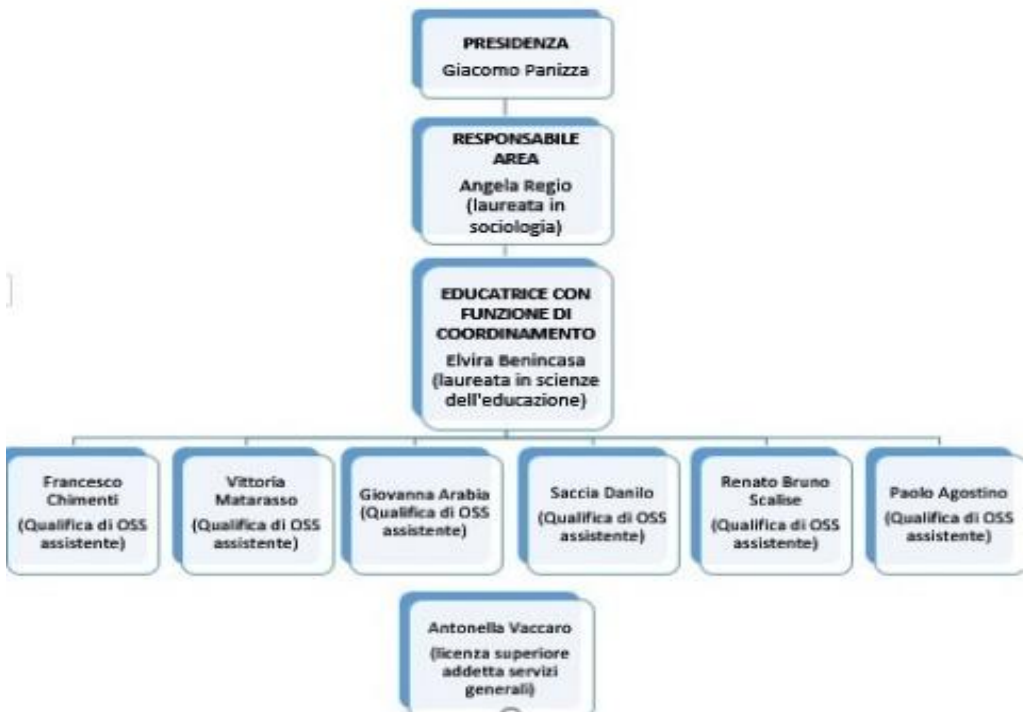 PRESIDENZA
Giacomo Panizza
RESPONSABILE
AREA
Angela Regio
(laureata in
sociologia)
EDUCATRICE CON
FUNZIONE DI
COORDINAMENTO
Elvira Benincasa
(laureata in scienze
dell'educazione)
Francesco
Chimenti
(Qualifica di OSS
assistente)
Vittoria
Matarasso
(Qualifica di OSS
assistente)
Giovanna Arabia
(Qualifica di OSS
assistente)
Saccia Danilo
(Qualifica di OSS
assistente)
Renato Bruno
Scalise
(Qualifica di OSS
assistente)
Paolo Agostino
(Qualifica di OSS
assistente)
Antonella Vaccaro
(licenza superiore
addetta servizi
generali)